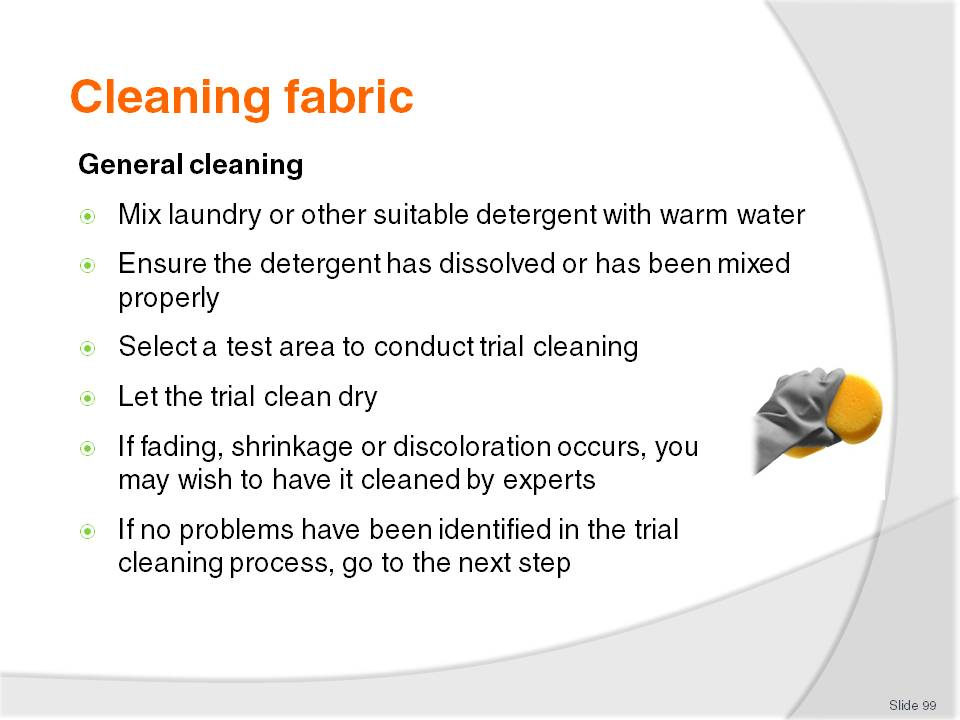 Cleaning fabric
General cleaning
Mix laundry or other suitable detergent with warm water
Ensure the detergent has dissolved or has been mixed
properly
Select a test area to conduct trial cleaning
Let the trial clean dry
If fading, shrinkage or discoloration occurs, you
may wish to have it cleaned by experts
If no problems have been identified in the trial
cleaning process, go to the next step
Slide 99